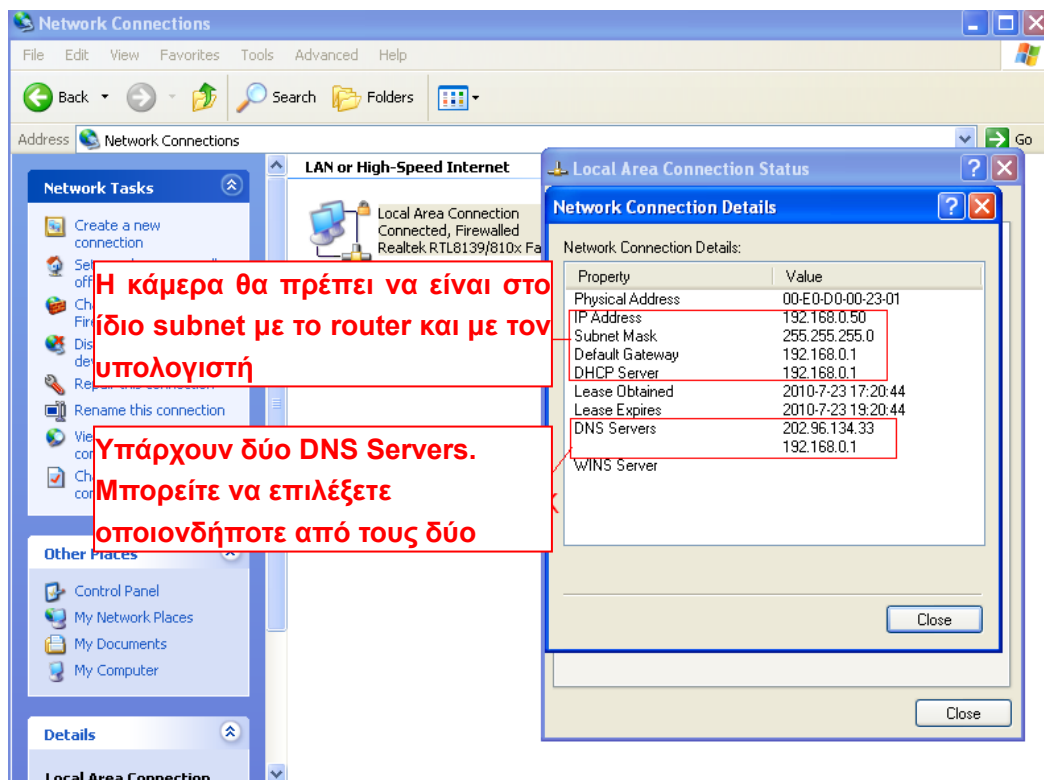 Network Connections
File Edit View Favorites Tools Advanced Help
Back Search Folders
Address Network Connections Go
Network Tasks
Create a new
connection
LAN or High-Speed Internet
Local Area Connection
Connected, Firewalled
Realtek RTL8139/810x Fa
Η κάμερα θα πρέπει να είναι στο
ίδιο subnet με το router και με τον
υπολογιστή
Rename this connection
Υπάρχουν δύο DNS Servers.
Μπορείτε να επιλέξετε
οποιονδήποτε από τους δύο
Other Places
Control Panel
My Network Places
My Documents
My Computer
Details
Local Area Connection
Local Area Connection Status
Network Connection Details
Network Connection Details:
Property Value
Physical Address 00-E0-D0-00-23-01
IP Address 192.168.0.50
Subnet Mask 255.255.255.0
Default Gateway 192.168.0.1
DHCP Server 192.168.0.1
Lease Obtained 2010-7-23 17:20:44
Lease Expires 2010-7-23 19:20:44
DNS Servers 202.96.134.33
192.168.0.1
WINS Server
Close
Close